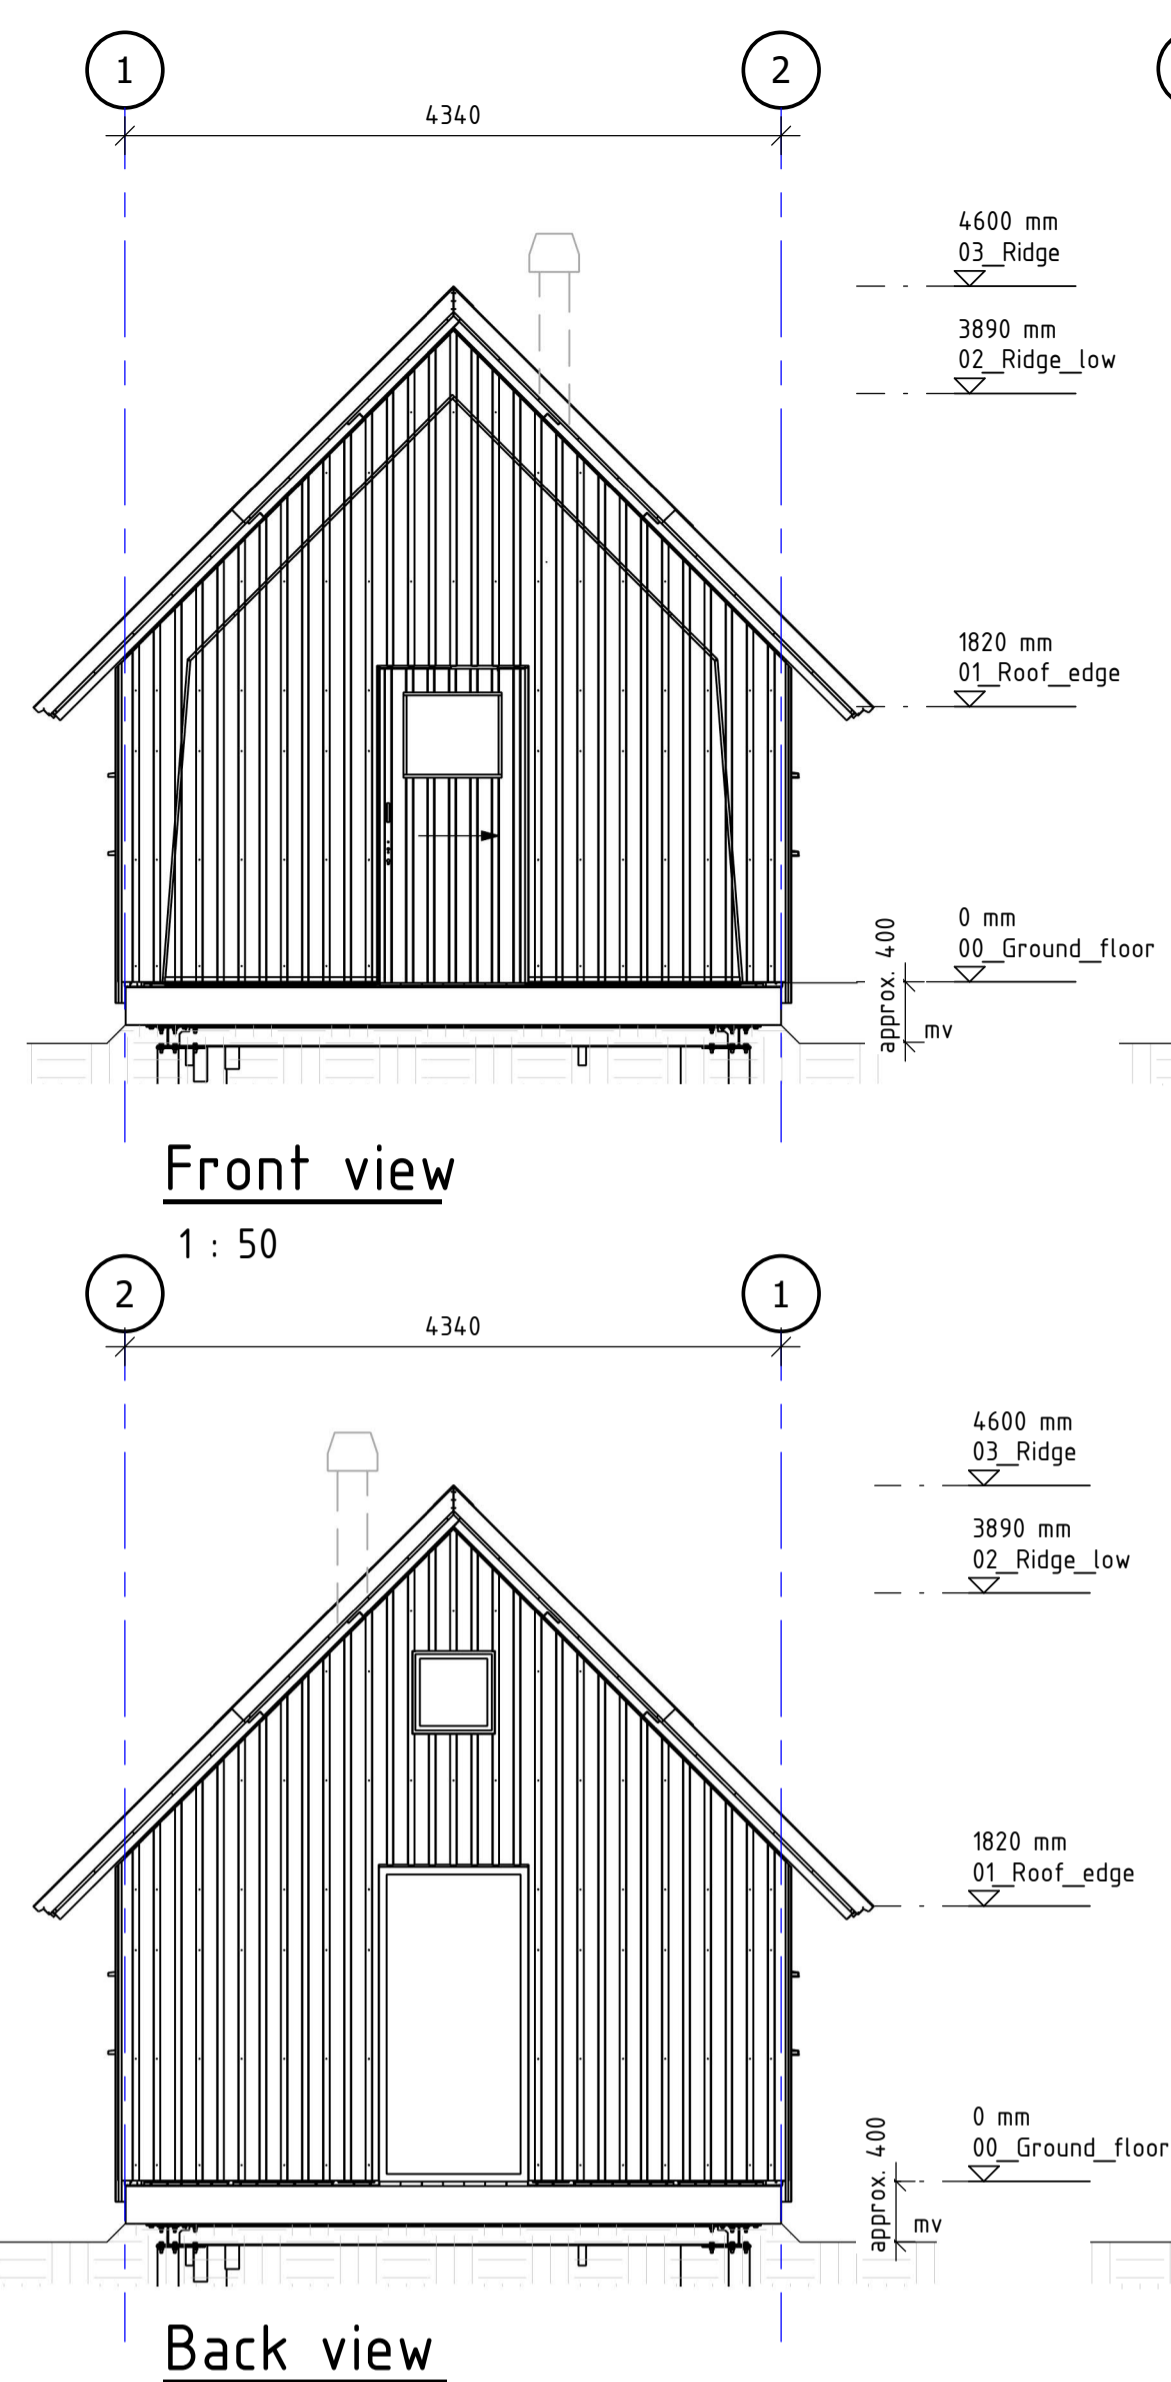 1
2
4340
4600 mm
03_Ridge
3890 mm
02_Ridge_low
1820 mm
01_Roof_edge
0 mm
00_Ground_floor
approx. 400
mv
Front view
1 : 50
2
1
4340
4600 mm
03_Ridge
3890 mm
02_Ridge_low
1820 mm
01_Roof_edge
0 mm
00_Ground_floor
approx. 400
mv
Back view